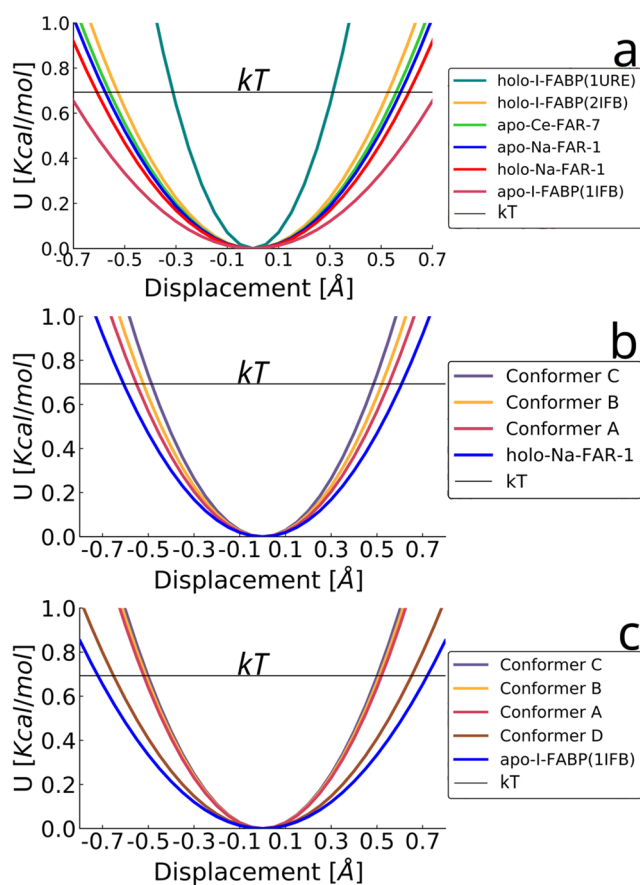 a
1.0
0.8
0.6
0.4
0.2
0.0
U [Kcal/mol]
kT
-0.7 -0.5 -0.3 -0.1 0.1 0.3 0.5 0.7
Displacement [Å]
holo-I-FABP(1URE)
holo-I-FABP(2IFB)
apo-Ce-FAR-7
apo-Na-FAR-1
holo-Na-FAR-1
apo-I-FABP(1IFB)
kT
b
1.0
0.8
0.6
0.4
0.2
0.0
U [Kcal/mol]
kT
-0.7 -0.5 -0.3 -0.1 0.1 0.3 0.5 0.7
Displacement [Å]
Conformer C
Conformer B
Conformer A
holo-Na-FAR-1
kT
c
1.0
0.8
0.6
0.4
0.2
0.0
U [Kcal/mol]
kT
-0.7 -0.5 -0.3 -0.1 0.1 0.3 0.5 0.7
Displacement [Å]
Conformer C
Conformer B
Conformer A
Conformer D
apo-I-FABP(1IFB)
kT